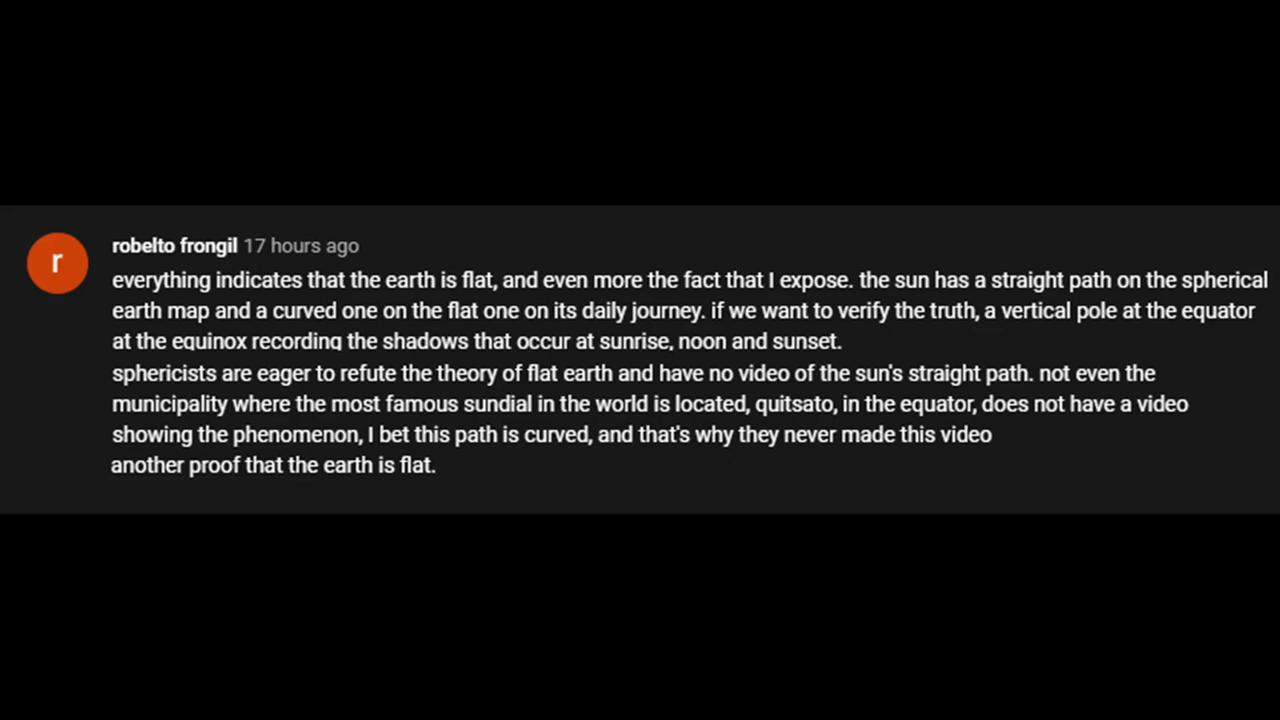 r
robelto frongil 17 hours ago
everything indicates that the earth is flat, and even more the fact that I expose. the sun has a straight path on the spherical
earth map and a curved one on the flat one on its daily journey. if we want to verify the truth, a vertical pole at the equator
at the equinox recording the shadows that occur at sunrise, noon and sunset.
sphericists are eager to refute the theory of flat earth and have no video of the sun's straight path. not even the
municipality where the most famous sundial in the world is located, quitsato, in the equator, does not have a video
showing the phenomenon, I bet this path is curved, and that's why they never made this video
another proof that the earth is flat.